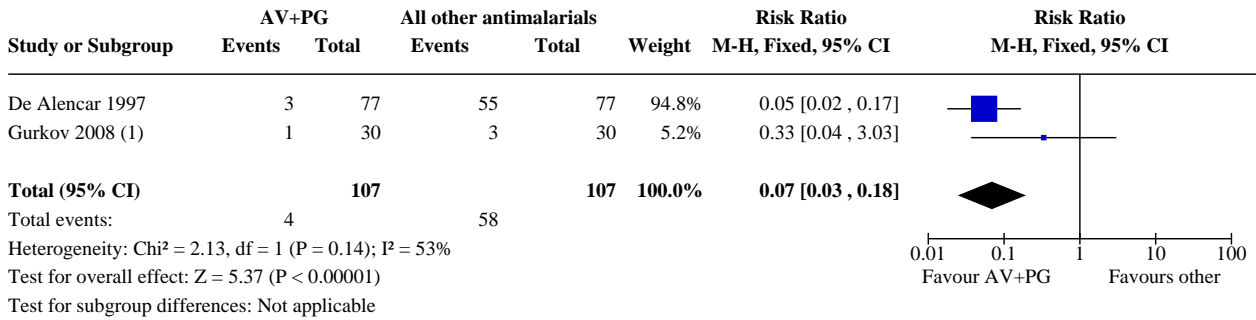 AV+PG All other antimalarials Risk Ratio Risk Ratio
Study or Subgroup Events Total Events Total Weight M-H, Fixed, 95% CI M-H, Fixed, 95% CI
De Alencar 1997 3 77 55 77 94.8% 0.05 [0.02 , 0.17]
Gurkov 2008 (1) 1 30 3 30 5.2% 0.33 [0.04 , 3.03]
Total (95% CI) 107 107 100.0% 0.07 [0.03 , 0.18]
Total events: 4 58
Heterogeneity: Chi² = 2.13, df = 1 (P = 0.14); I² = 53%
Test for overall effect: Z = 5.37 (P < 0.00001)
Test for subgroup differences: Not applicable
0.01 0.1 1 10 100
Favour AV+PG Favours other